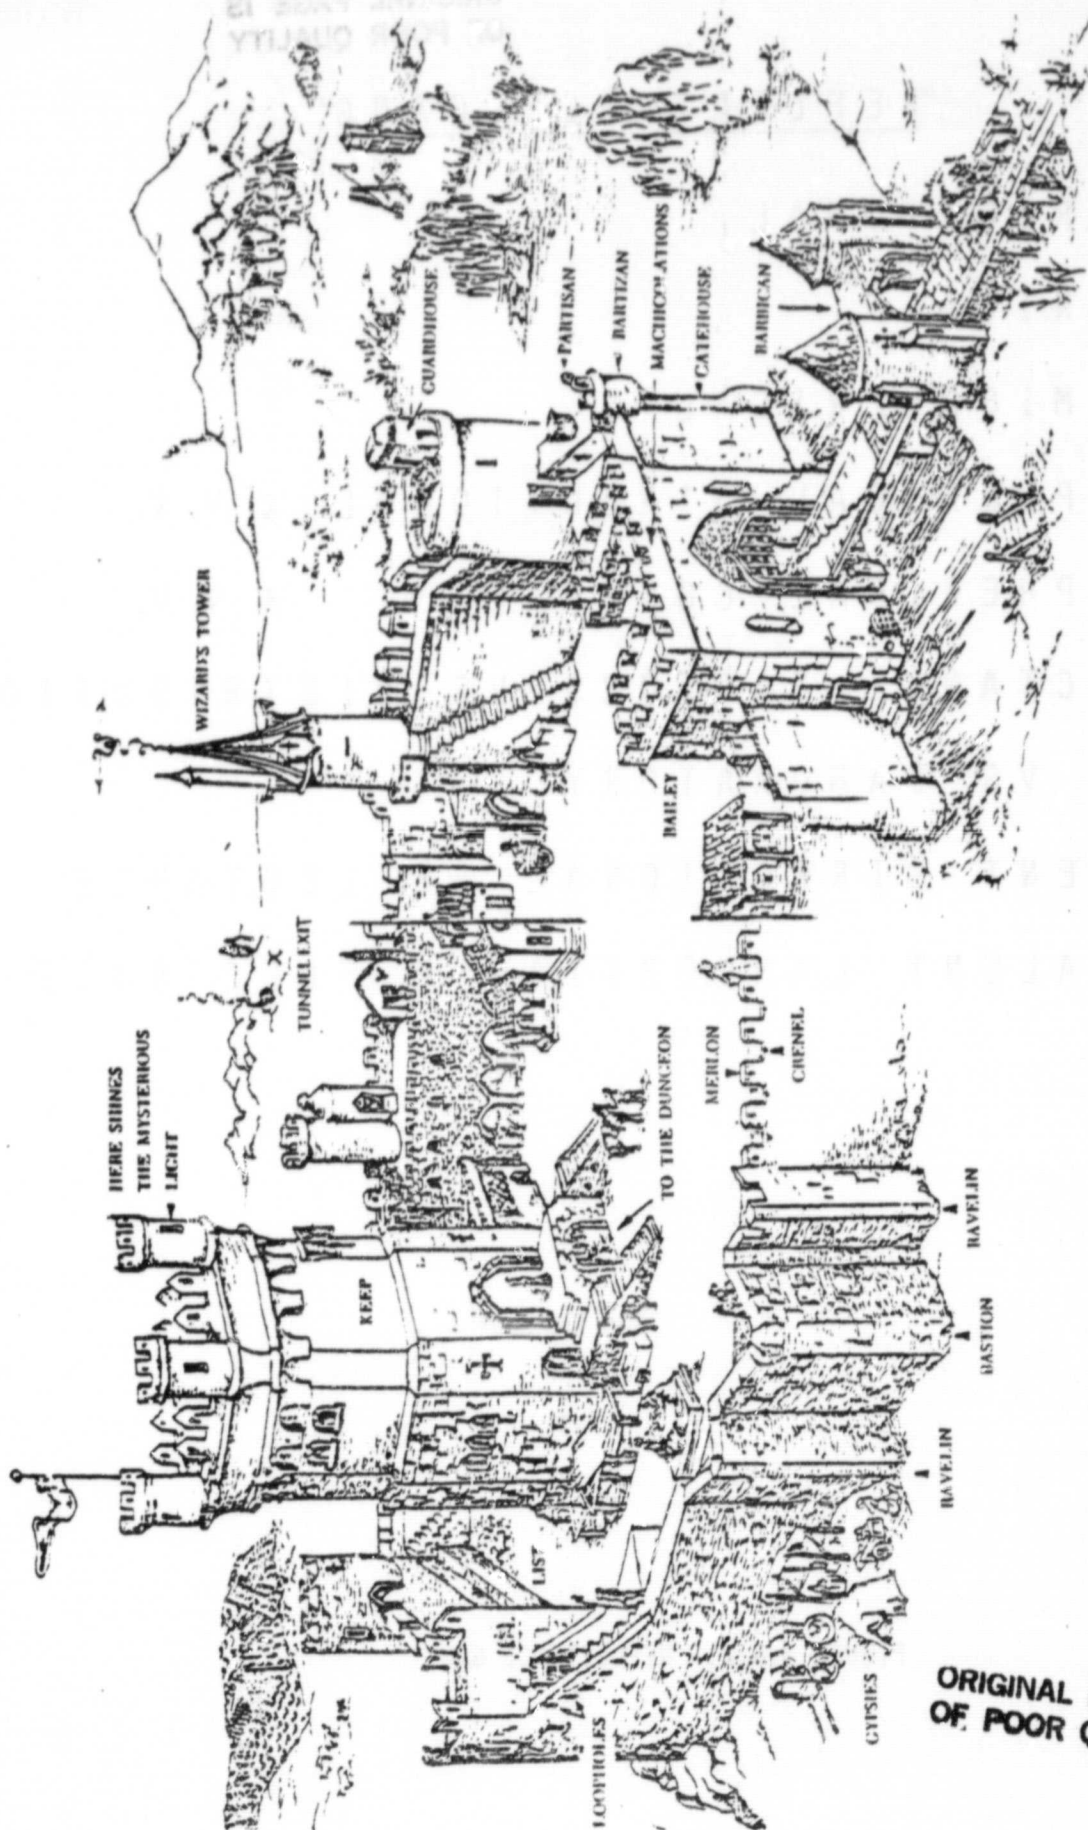 HERE SHINES
THE MYSTERIOUS
LIGHT
WIZARD'S TOWER
TUNNEL EXIT
X
GUARDHOUSE
KEEP
PARTISAN
BARTIZAN
MACHICOLATIONS
GATEHOUSE
BARBICAN
LIST
TO THE DUNGEON
BAILEY
MERLON
CRENEL
LOOPHOLES
GYPSIES
RAVELIN
BASTION
RAVELIN
ORIGINAL
OF POOR